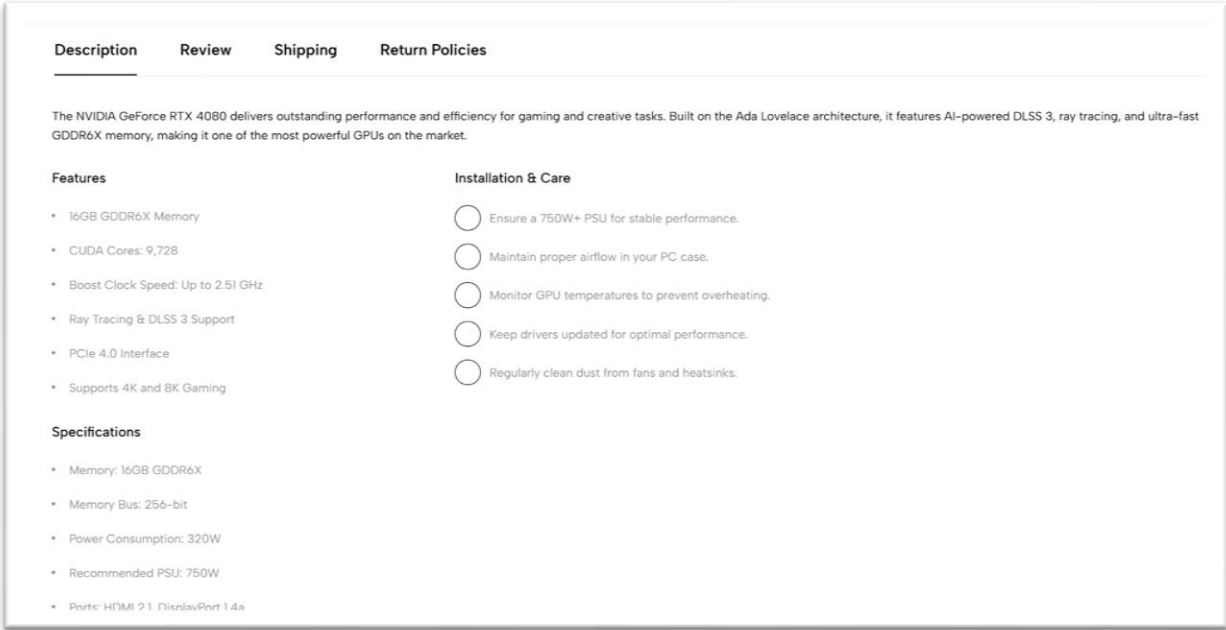 Description Review Shipping Return Policies
The NVIDIA GeForce RTX 4080 delivers outstanding performance and efficiency for gaming and creative tasks. Built on the Ada Lovelace architecture, it features AI-powered DLSS 3, ray tracing, and ultra-fast
GDDR6X memory, making it one of the most powerful GPUs on the market.
Features
• 16GB GDDR6X Memory
• CUDA Cores: 9,728
• Boost Clock Speed: Up to 2.51 GHz
• Ray Tracing & DLSS 3 Support
• PCIe 4.0 Interface
• Supports 4K and 8K Gaming
Installation & Care
Ensure a 750W+ PSU for stable performance.
Maintain proper airflow in your PC case.
Monitor GPU temperatures to prevent overheating.
Keep drivers updated for optimal performance.
Regularly clean dust from fans and heatsinks.
Specifications
• Memory: 16GB GDDR6X
• Memory Bus: 256-bit
• Power Consumption: 320W
• Recommended PSU: 750W
• Ports: HDMI 2.1, DisplayPort 1.4a